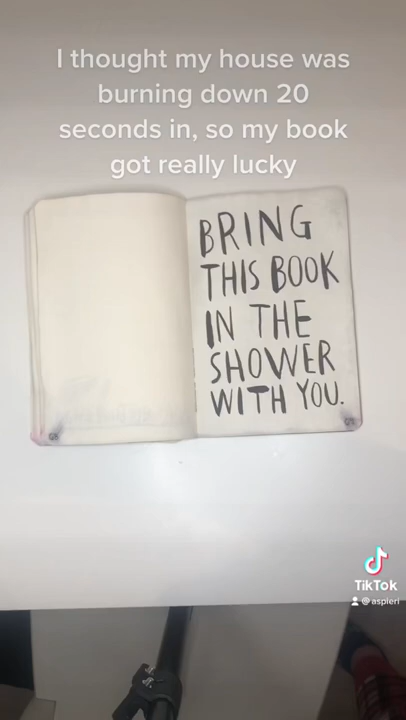 I thought my house was
burning down 20
seconds in, so my book
got really lucky
BRING
THIS BOOK
IN THE
SHOWER
WITH YOU.
TikTok
@aspieri